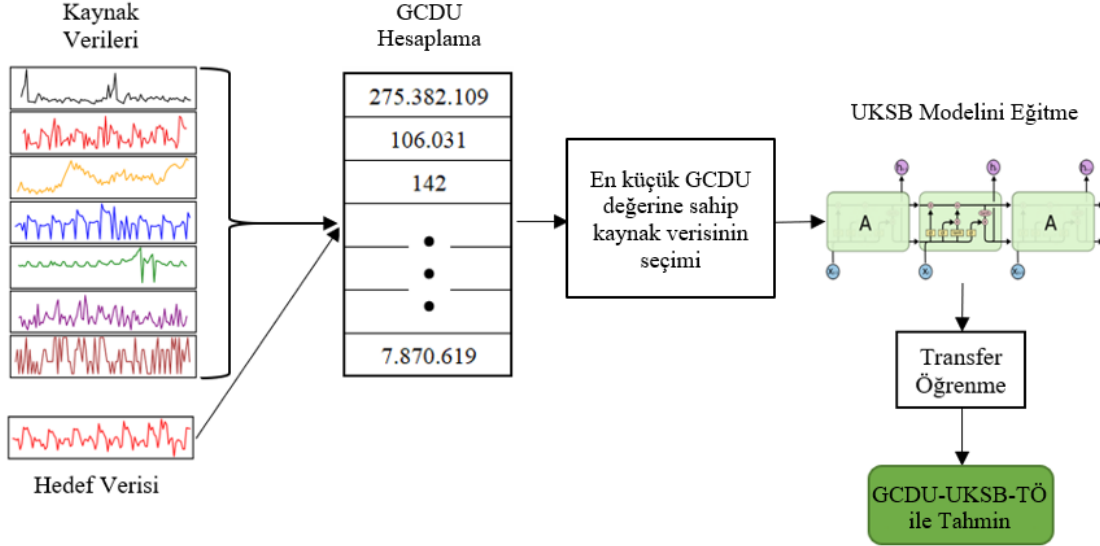 Kaynak
Verileri
GCDU
Hesaplama
275.382.109
106.031
142
7.870.619
Hedef Verisi
En küçük GCDU
değerine sahip
kaynak verisinin
seçimi
UKSB Modelini Eğitme
A
A
Transfer
Öğrenme
GCDU-UKSB-TÖ
ile Tahmin